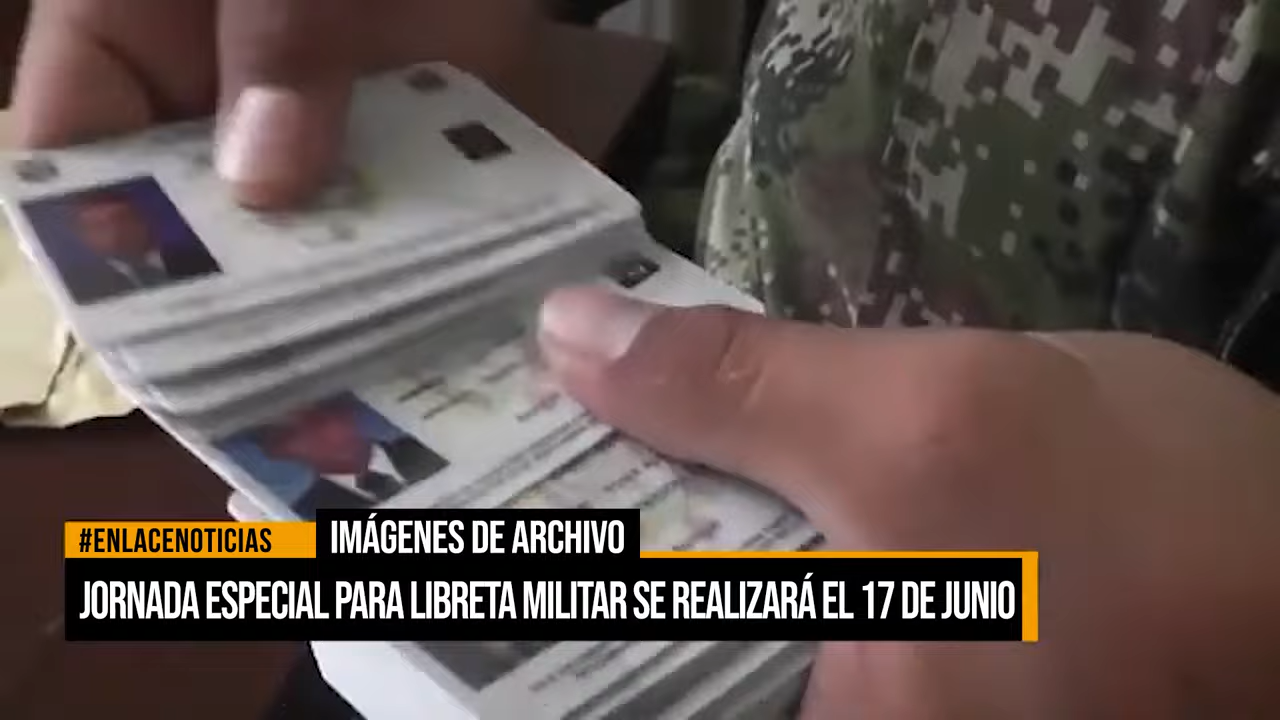 #ENLACENOTICIAS
IMÁGENES DE ARCHIVO
JORNADA ESPECIAL PARA LIBRETA MILITAR SE REALIZARÁ EL 17 DE JUNIO